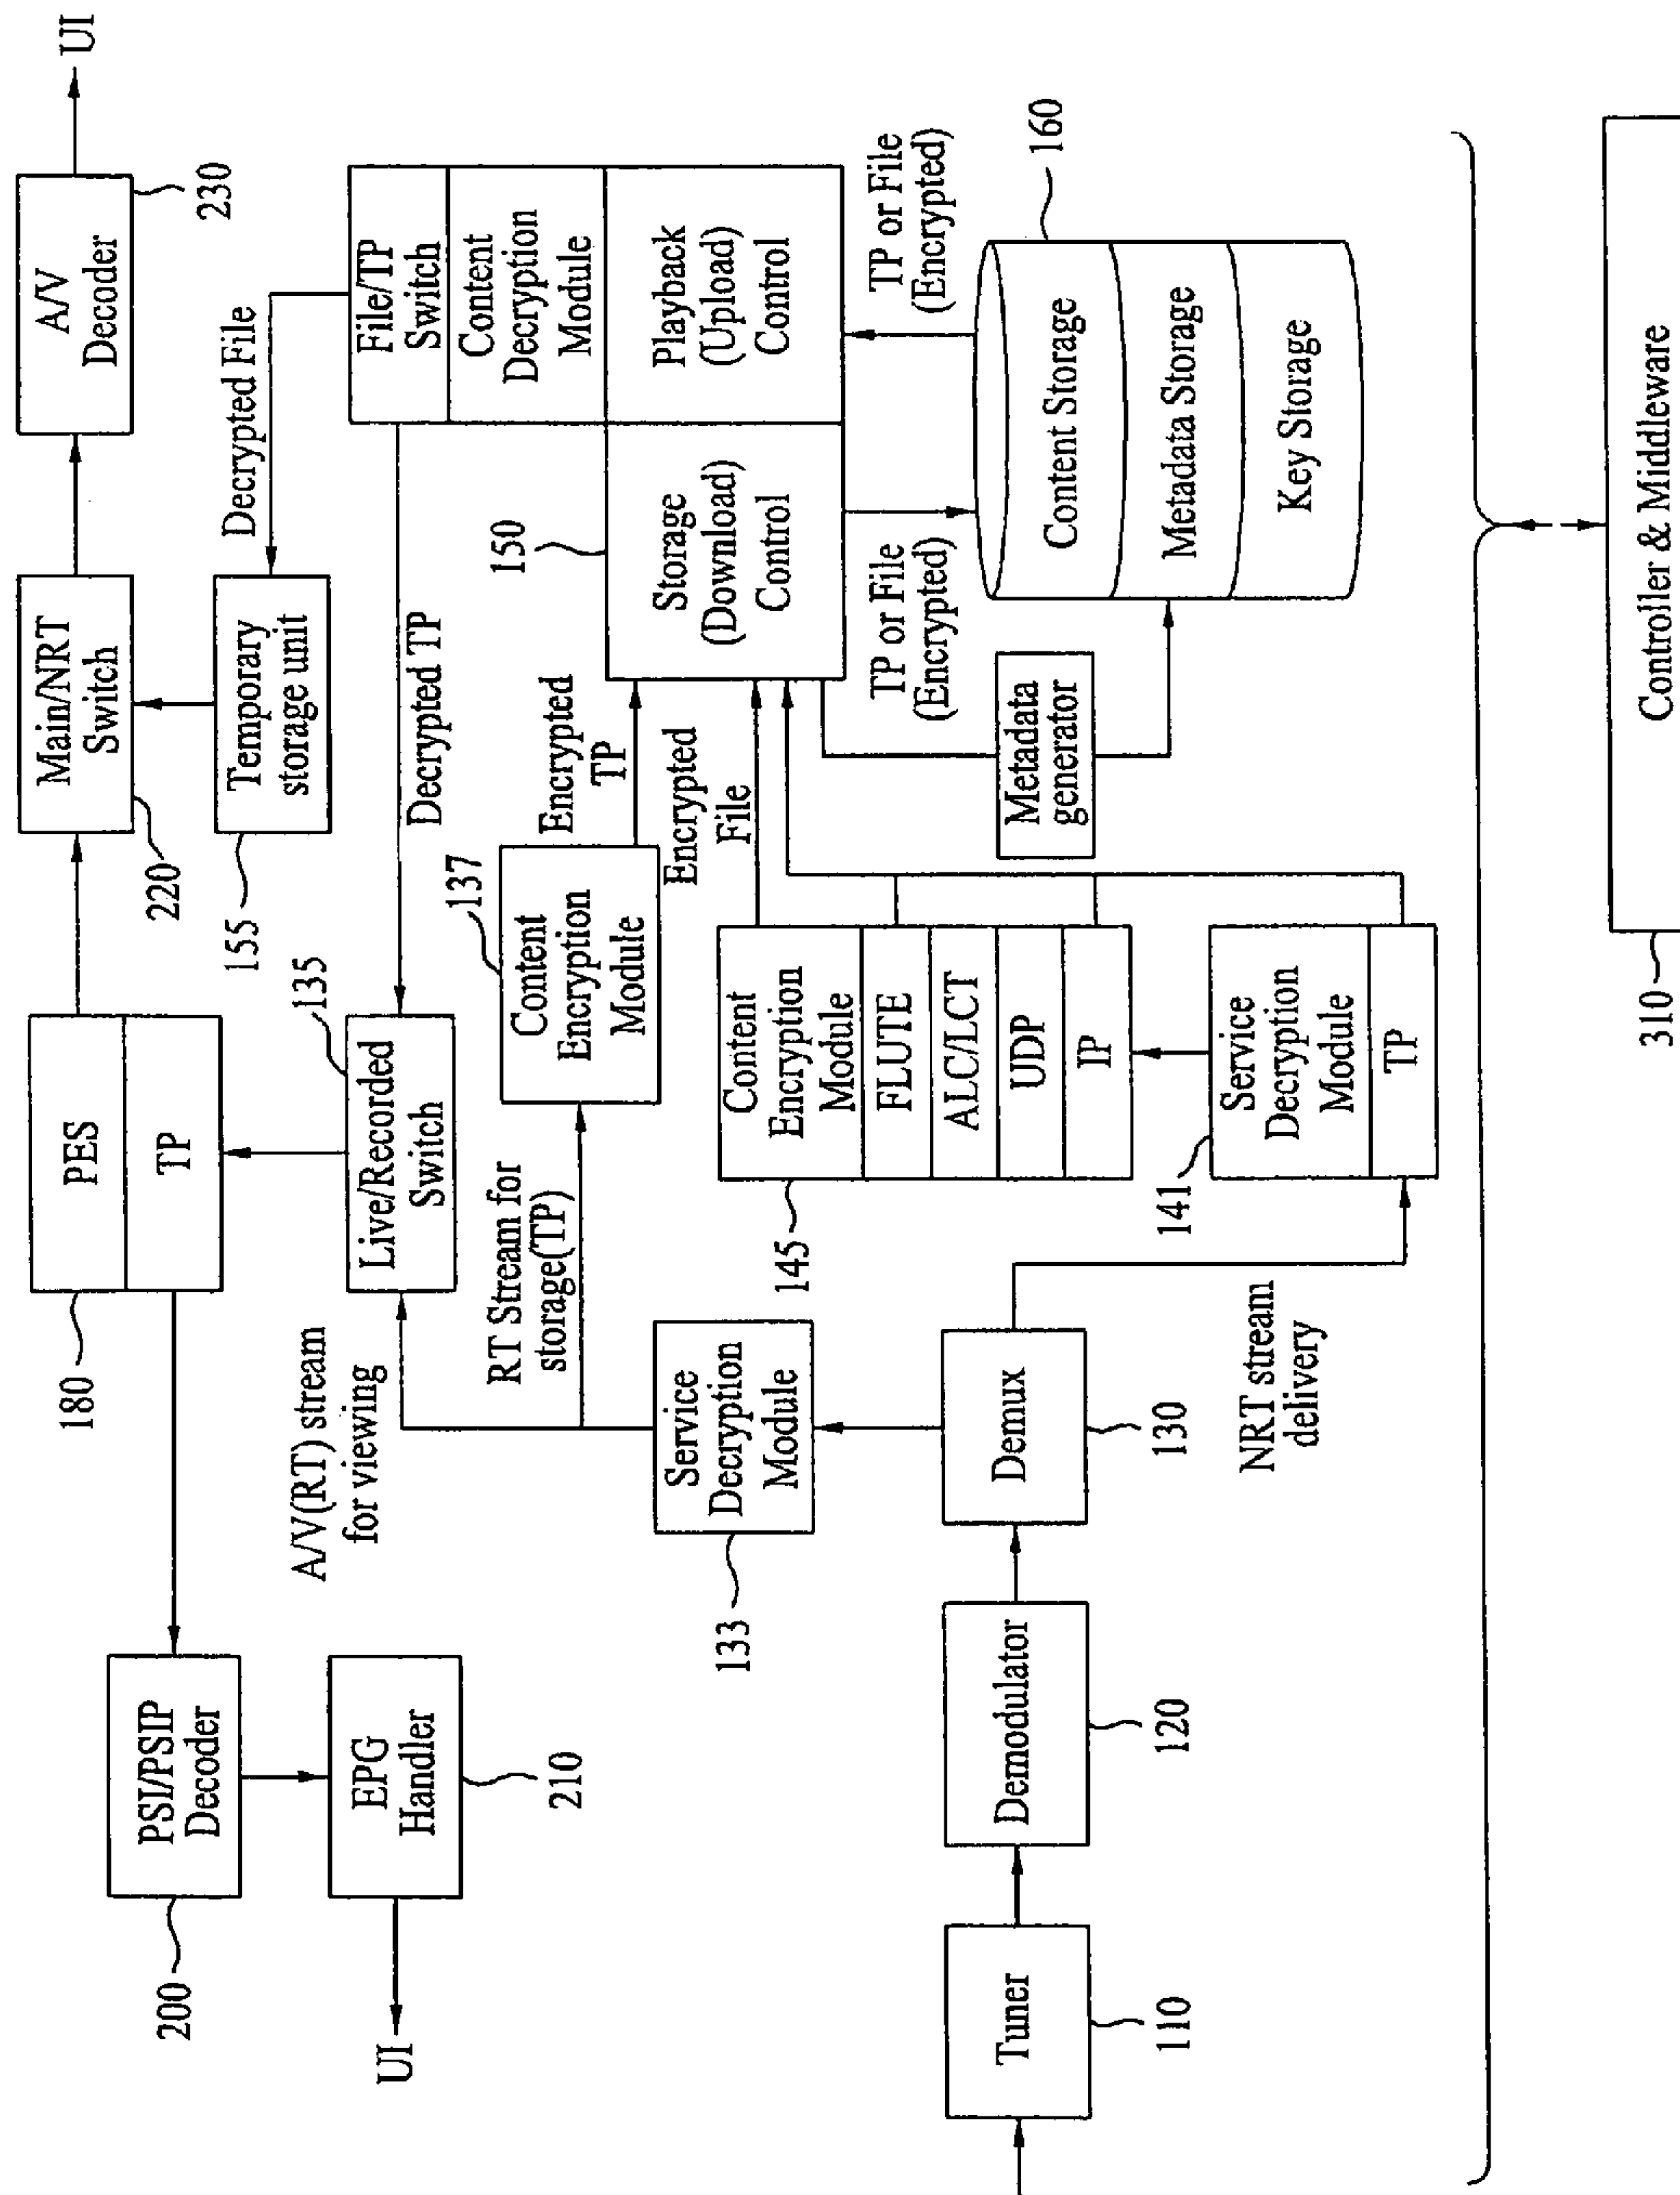 UI
A/V
Decoder
230
Main/NRT
Switch
220
Temporary
storage unit
155
Decrypted File
PES
TP
180
PSI/PSIP
Decoder
200
EPG
Handler
210
UI
Live/Recorded
Switch
135
A/V(RT) stream
for viewing
Decrypted TP
File/TP
Switch
Content
Decryption
Module
Playback
(Upload)
Control
Storage
(Download)
Control
150
RT Stream for
storage(TP)
Content
Encryption
Module
137
Encrypted
TP
Encrypted
File
Service
Decryption
Module
133
Content
Encryption
Module
FLUTE
ALC/LCT
UDP
IP
145
Service
Decryption
Module
TP
141
Metadata
generator
TP or File
(Encrypted)
TP or File
(Encrypted)
Content Storage
Metadata Storage
Key Storage
160
Tuner
110
Demodulator
120
Demux
130
NRT stream
delivery
Controller & Middleware
310